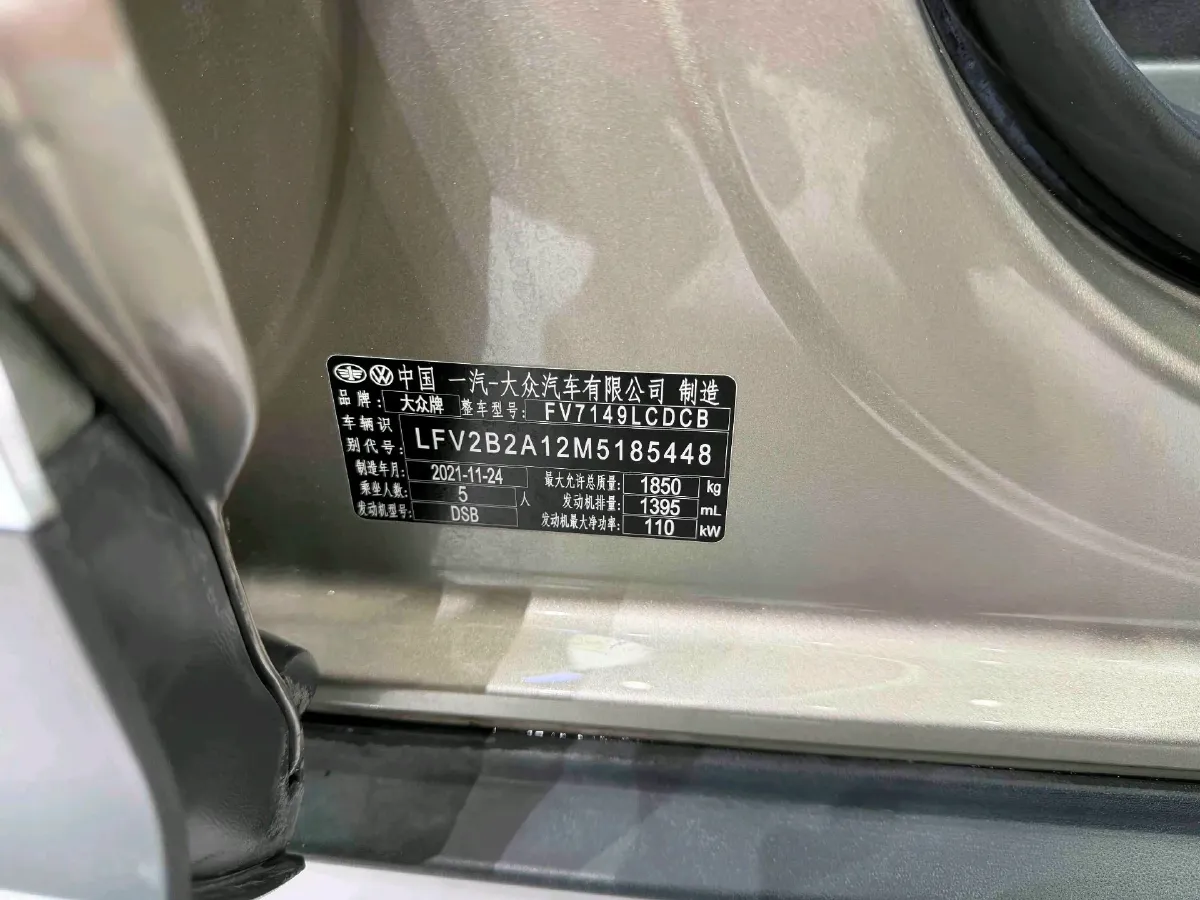 中国 一汽-大众汽车有限公司 制造
品牌: 大众牌 整车型号: FV7149LCDCB
车辆识别代号: LFV2B2A12M5185448
制造年月: 2021-11-24 最大允许总质量: 1850 kg
乘坐人数: 5 人 发动机排量: 1395 mL
发动机型号: DSB 发动机最大净功率: 110 kW